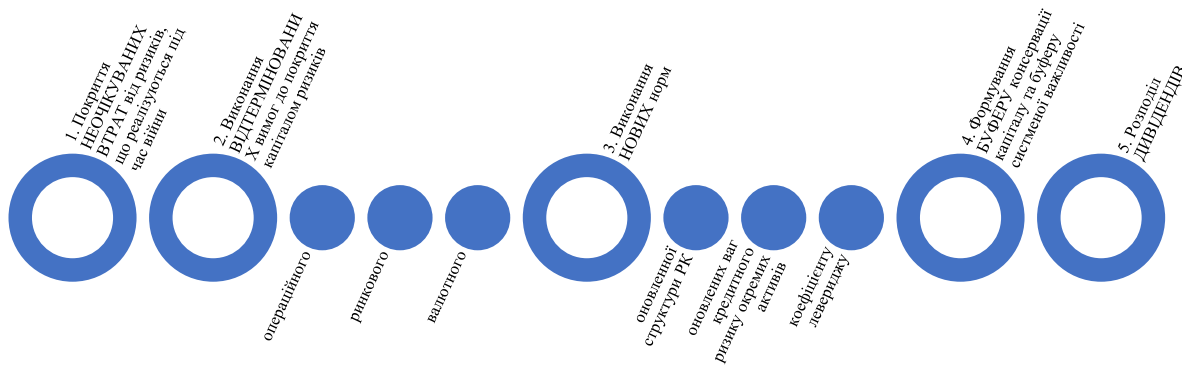 1. Покриття
НЕОЧІКУВАНИХ
ВТРАТ від ризиків,
що реалізуються під
час війни
2. Виконання
ВІДТЕРМІНОВАНИ
Х вимог до покриття
капіталом ризиків
операційного
ринкового
валютного
3. Виконання
НОВИХ норм
оновленної
структури РК
оновлених ваг
кредитного
ризику окремих
активів
коефіцієнту
левериджу
4. Формування
БУФЕРУ консервації
капіталу та буферу
систменої важливості
5. Розподіл
ДИВІДЕНДІВ